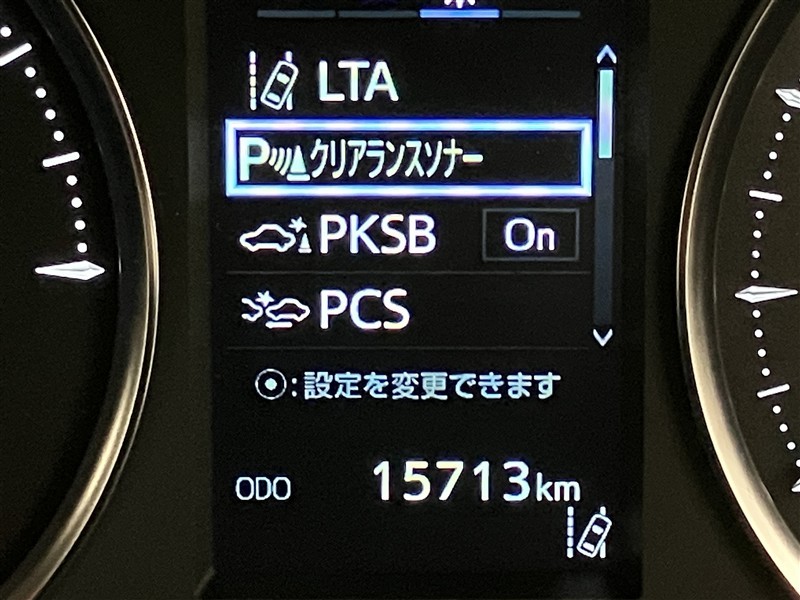 LTA
Pクリアランスソナー
PKSB On
PCS
⦿:設定を変更できます
ODO 15713km